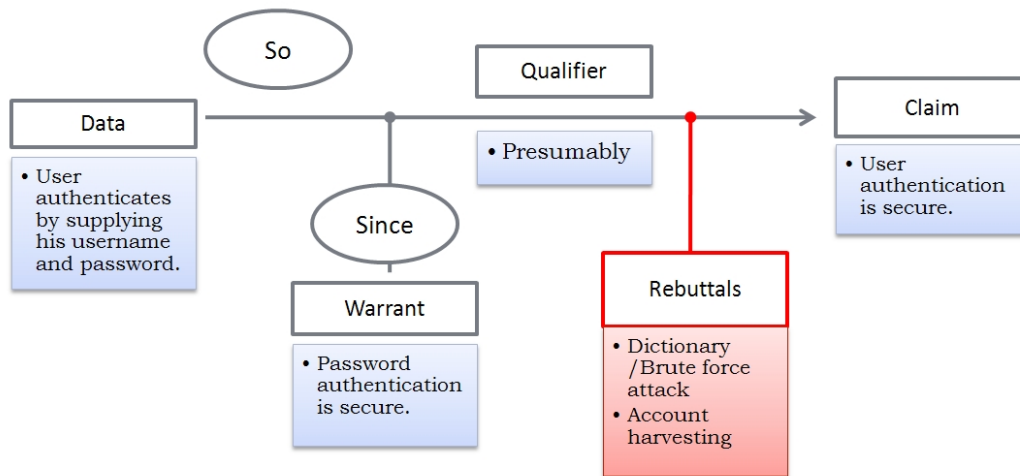 So
Qualifier
Data
Claim
• User
authenticates
by supplying
his username
and password.
• Presumably
• User
authentication
is secure.
Since
Warrant
• Password
authentication
is secure.
Rebuttals
• Dictionary
/Brute force
attack
• Account
harvesting